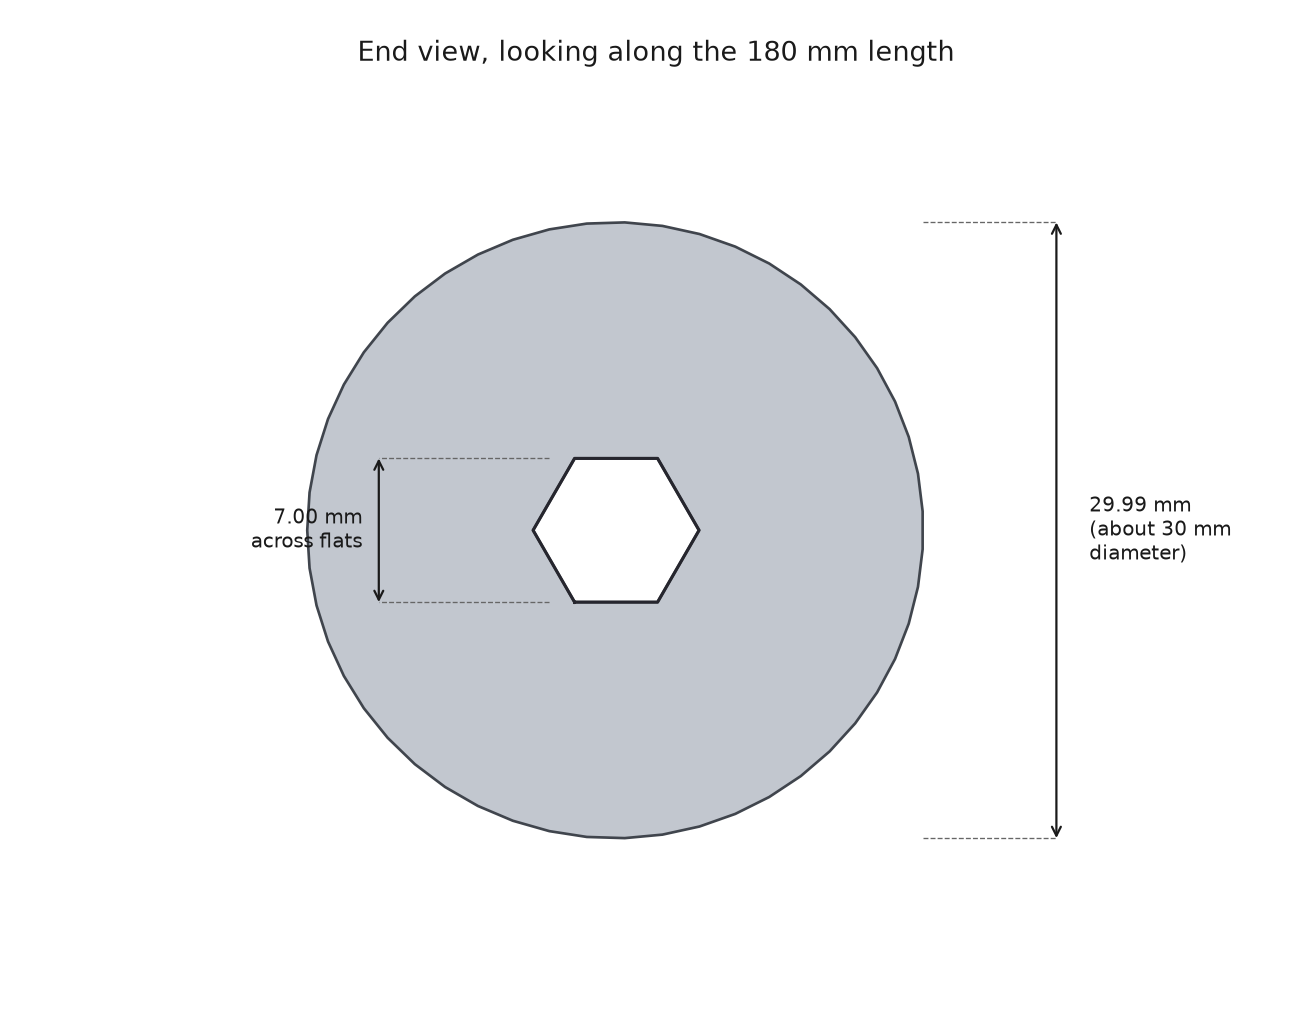 End view, looking along the 180 mm length
7.00 mm
across flats
29.99 mm
(about 30 mm
diameter)